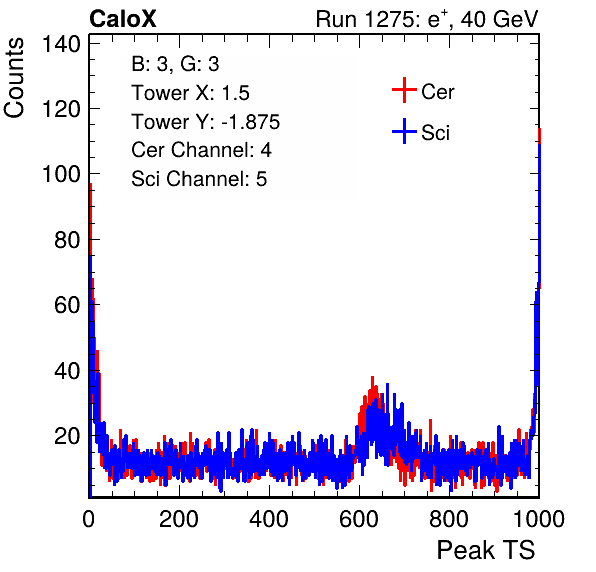 CaloX Run 1275: e⁺, 40 GeV
B: 3, G: 3
Tower X: 1.5
Tower Y: -1.875
Cer Channel: 4
Sci Channel: 5
Cer
Sci
Counts
140
120
100
80
60
40
20
0 200 400 600 800 1000
Peak TS